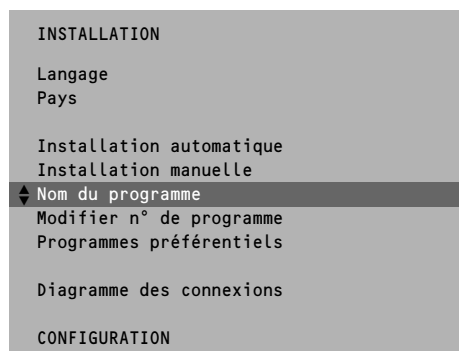 INSTALLATION
Langage
Pays
Installation automatique
Installation manuelle
Nom du programme
Modifier n° de programme
Programmes préférentiels
Diagramme des connexions
CONFIGURATION